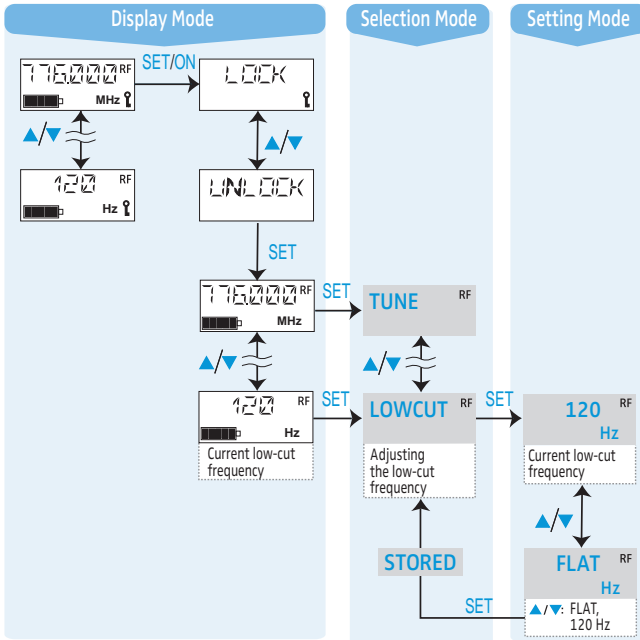 Display Mode
Selection Mode
Setting Mode
776.000 RF
MHz
SET/ON
LOCK
▲/▼
▲/▼
120 RF
Hz
UNLOCK
SET
776.000 RF
MHz
SET
TUNE RF
▲/▼
▲/▼
120 RF
Hz
Current low-cut
frequency
SET
LOWCUT RF
Adjusting
the low-cut
frequency
SET
120 RF
Hz
Current low-cut
frequency
▲/▼
STORED
FLAT RF
Hz
▲/▼: FLAT,
120 Hz
SET